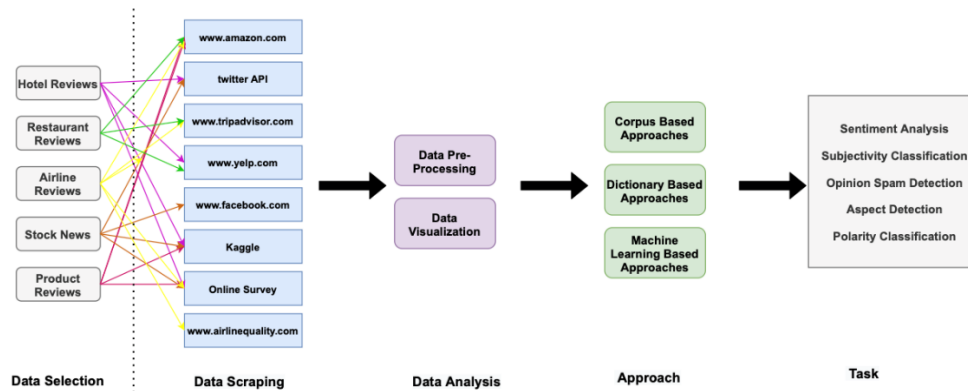 Hotel Reviews
Restaurant
Reviews
Airline
Reviews
Stock News
Product
Reviews
Data Selection
www.amazon.com
twitter API
www.tripadvisor.com
www.yelp.com
www.facebook.com
Kaggle
Online Survey
www.airlinequality.com
Data Scraping
Data Pre-
Processing
Data
Visualization
Data Analysis
Corpus Based
Approaches
Dictionary Based
Approaches
Machine
Learning Based
Approaches
Approach
Sentiment Analysis
Subjectivity Classification
Opinion Spam Detection
Aspect Detection
Polarity Classification
Task